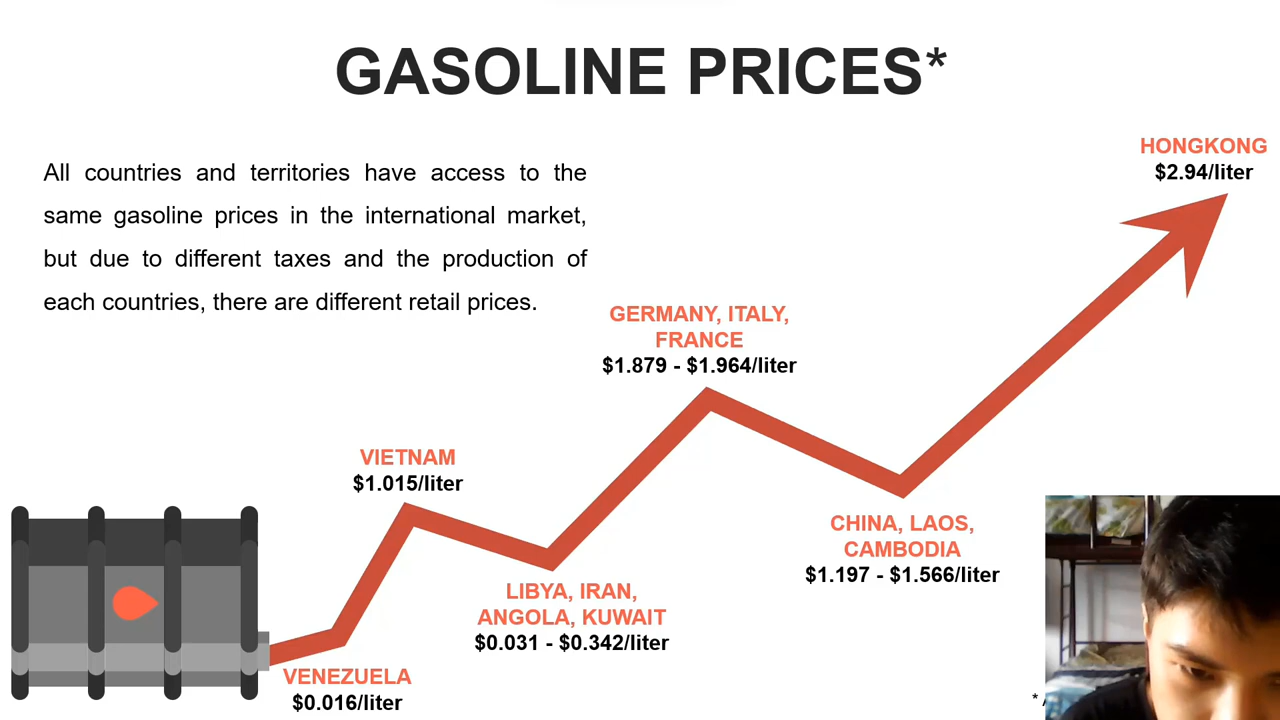 GASOLINE PRICES*
All countries and territories have access to the
same gasoline prices in the international market,
but due to different taxes and the production of
each countries, there are different retail prices.
HONGKONG
$2.94/liter
GERMANY, ITALY,
FRANCE
$1.879 - $1.964/liter
VIETNAM
$1.015/liter
CHINA, LAOS,
CAMBODIA
$1.197 - $1.566/liter
LIBYA, IRAN,
ANGOLA, KUWAIT
$0.031 - $0.342/liter
VENEZUELA
$0.016/liter
*